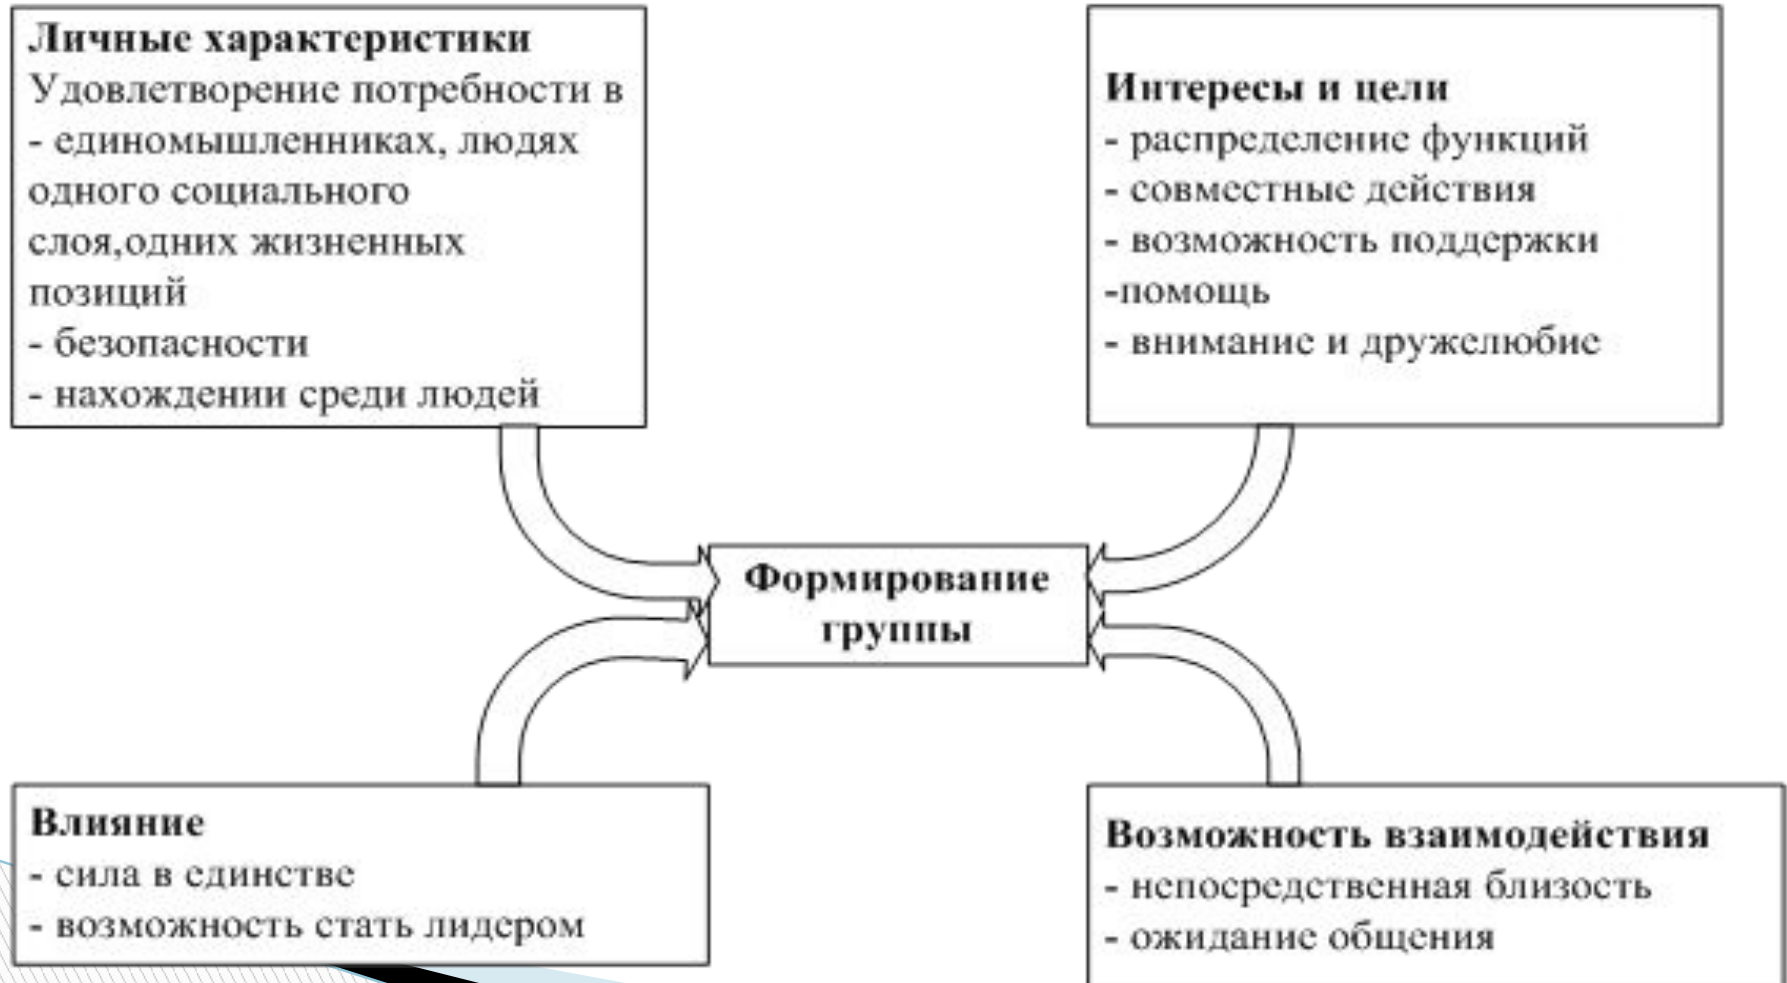 Личные характеристики
Удовлетворение потребности в
- единомышленниках, людях
одного социального
слоя,одних жизненных
позиций
- безопасности
- нахождении среди людей
Интересы и цели
- распределение функций
- совместные действия
- возможность поддержки
-помощь
- внимание и дружелюбие
Формирование
группы
Влияние
- сила в единстве
- возможность стать лидером
Возможность взаимодействия
- непосредственная близость
- ожидание общения